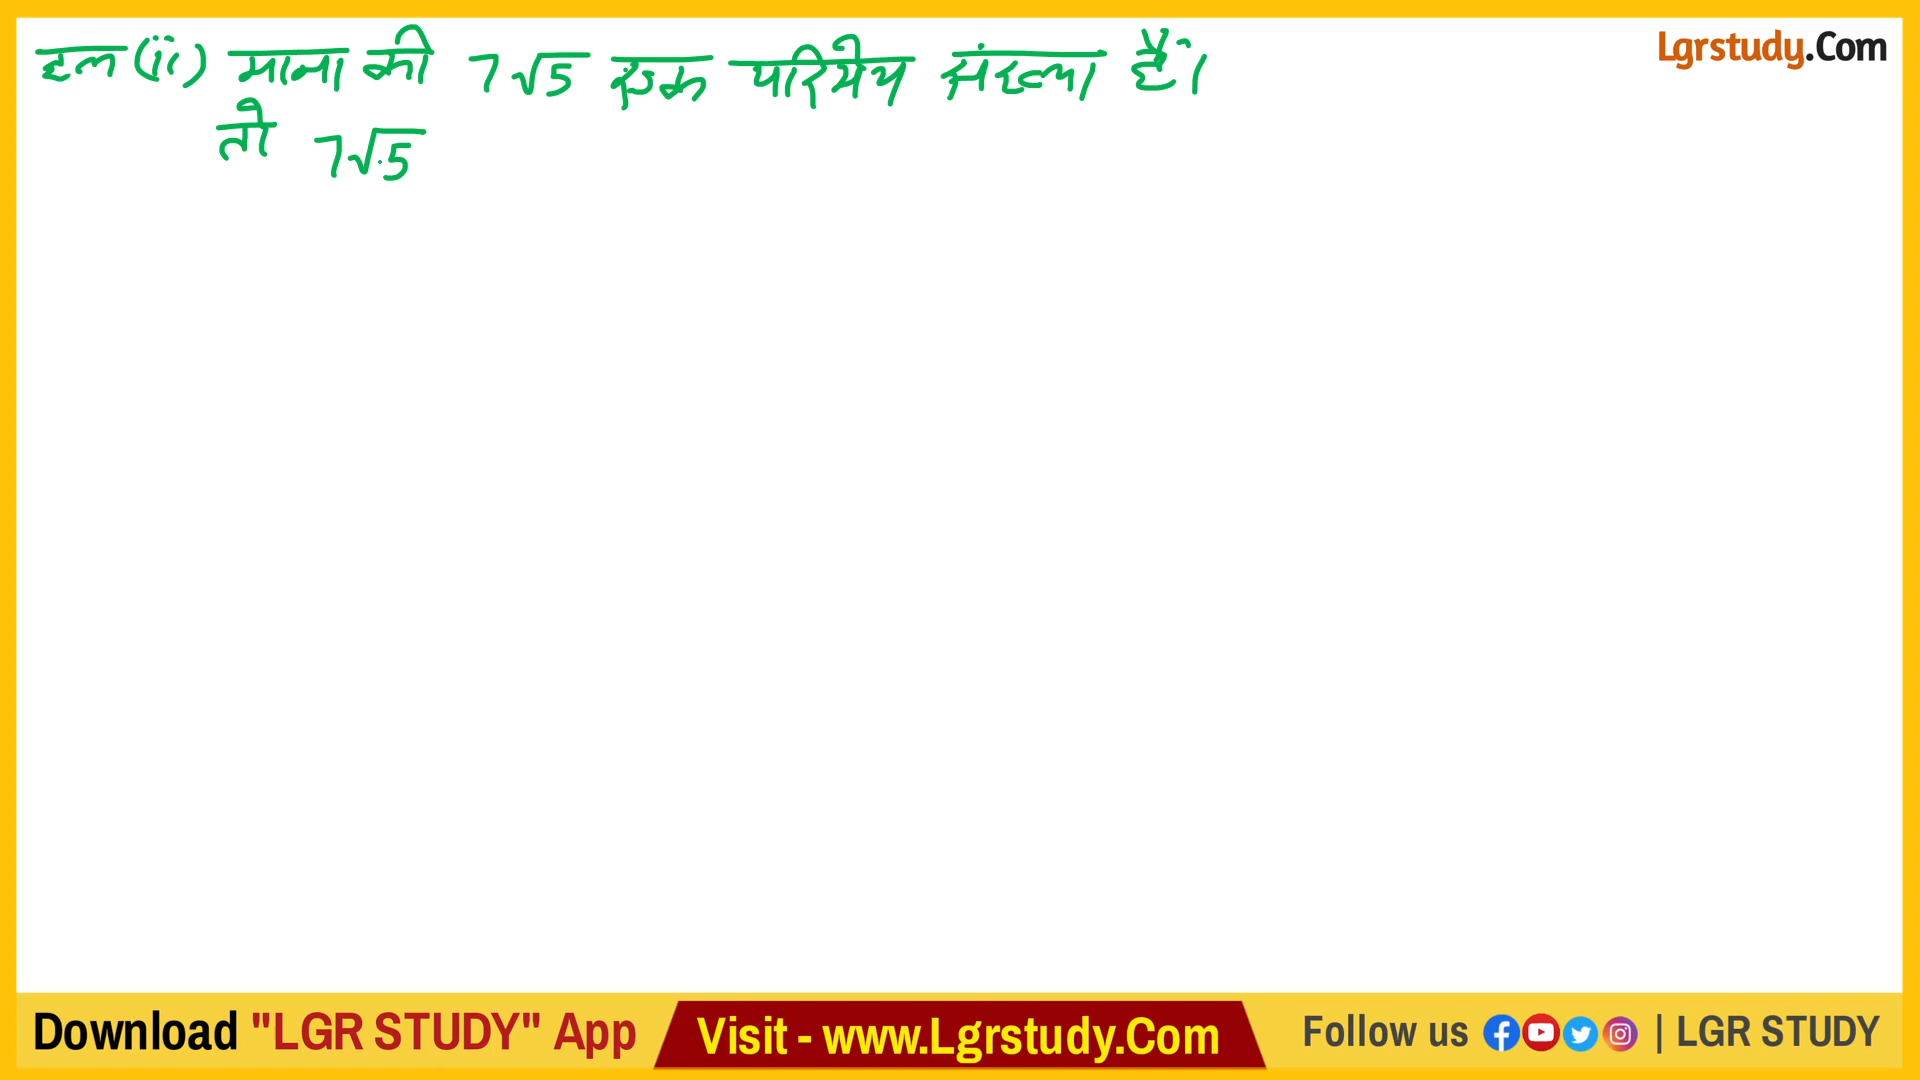 Lgrstudy.Com
हल (ii) माना की 7√5 एक परिमेय संख्या है।
तो 7√5
Download "LGR STUDY" App
Visit - www.Lgrstudy.Com
Follow us | LGR STUDY